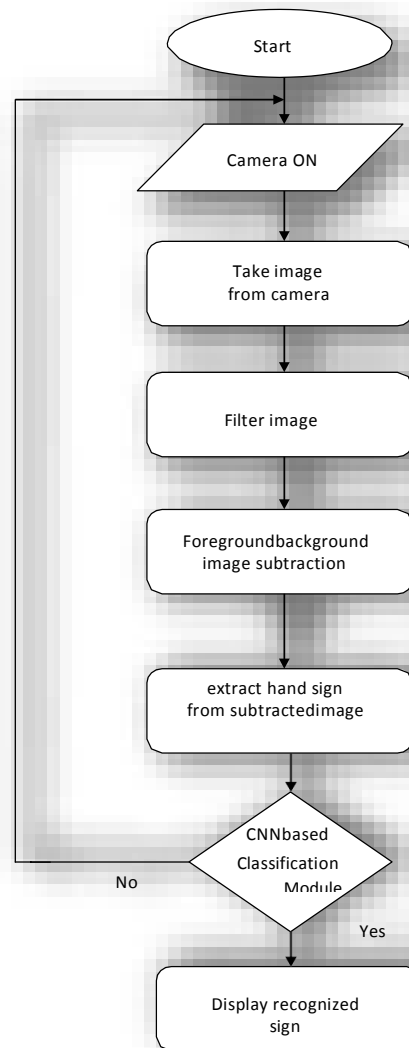 Start
Camera ON
Take image
from camera
Filter image
Foregroundbackground
image subtraction
extract hand sign
from subtractedimage
CNNbased
Classification
Module
No
Yes
Display recognized
sign